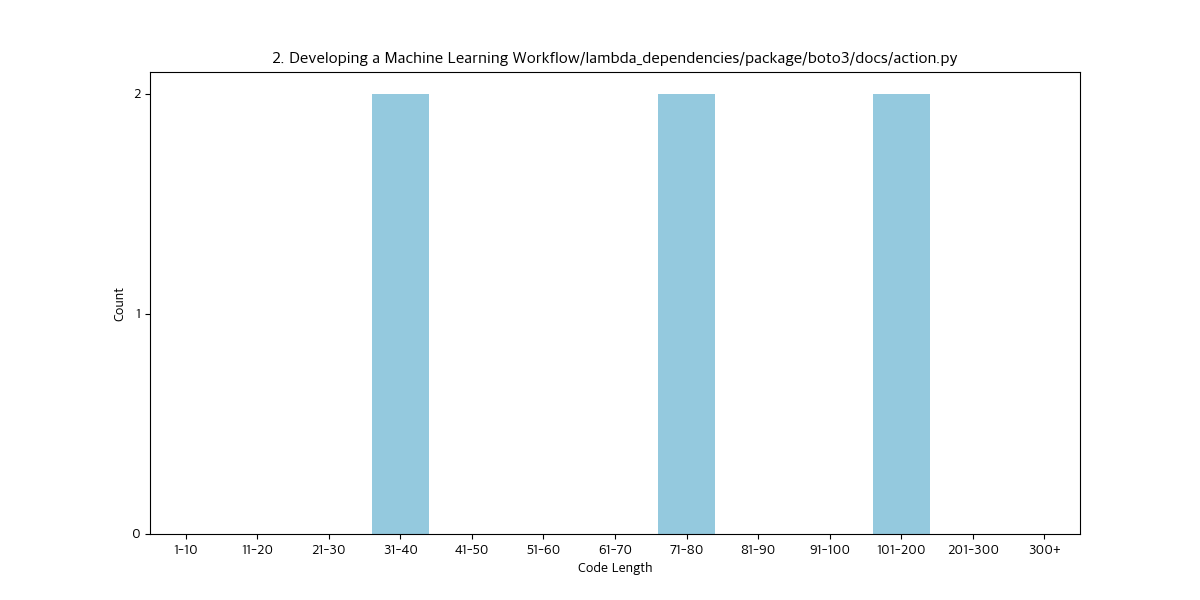 2. Developing a Machine Learning Workflow/lambda_dependencies/package/boto3/docs/action.py
2
1
0
Count
1-10 11-20 21-30 31-40 41-50 51-60 61-70 71-80 81-90 91-100 101-200 201-300 300+
Code Length